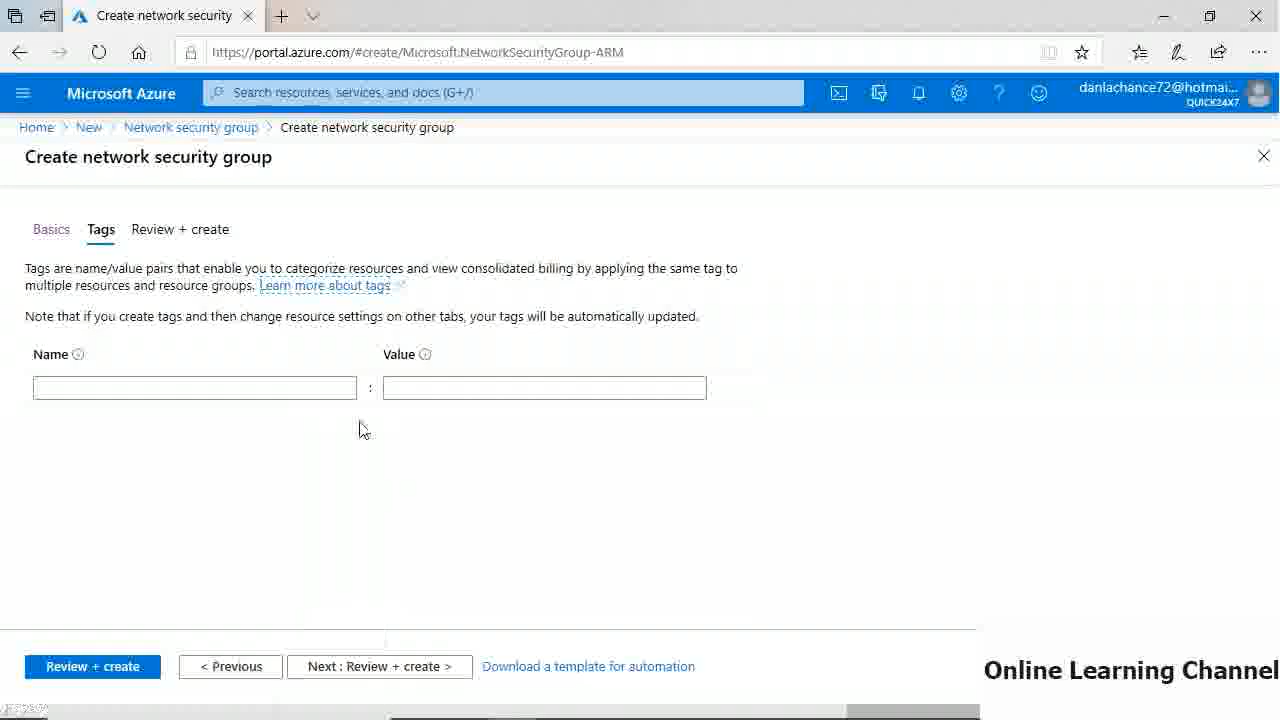 Create network security
https://portal.azure.com/#create/Microsoft.NetworkSecurityGroup-ARM
Microsoft Azure
Search resources, services, and docs (G+/)
danlachance72@hotmai...
QUICK24X7
Home > New > Network security group > Create network security group
Create network security group
Basics Tags Review + create
Tags are name/value pairs that enable you to categorize resources and view consolidated billing by applying the same tag to
multiple resources and resource groups. Learn more about tags
Note that if you create tags and then change resource settings on other tabs, your tags will be automatically updated.
Name Value
:
Review + create < Previous Next : Review + create > Download a template for automation
Online Learning Channel